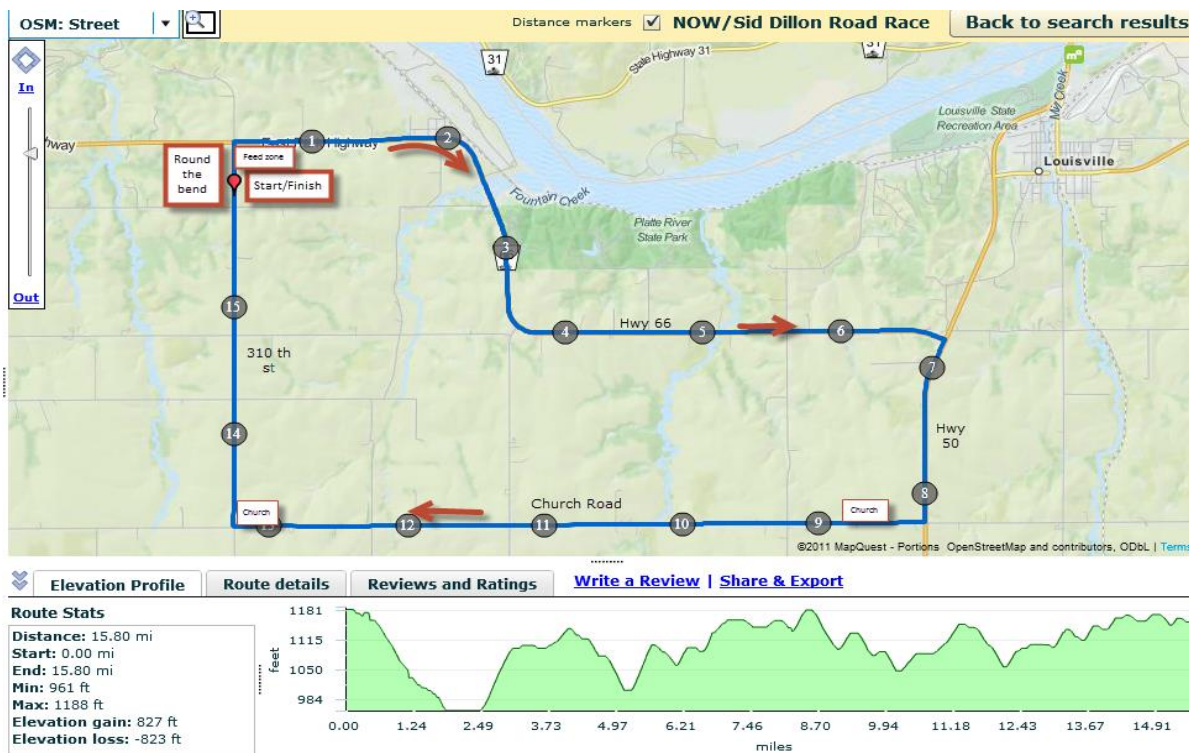 OSM: Street
Distance markers NOW/Sid Dillon Road Race Back to search results
In
Out
31
State Highway 31
31
Mill Creek
Louisville State
Recreation Area
Louisville
Highway
1
2
Round
the
bend
Feed zone
Start/Finish
Fountain Creek
Platte River
State Park
3
4
Hwy 66
5
6
7
15
310 th
st
14
Hwy
50
8
Church
13
12
Church Road
11
10
9
Church
©2011 MapQuest - Portions OpenStreetMap and contributors, ODbL | Terms
Elevation Profile Route details Reviews and Ratings Write a Review | Share & Export
Route Stats
Distance: 15.80 mi
Start: 0.00 mi
End: 15.80 mi
Min: 961 ft
Max: 1188 ft
Elevation gain: 827 ft
Elevation loss: -823 ft
feet
1181
1115
1050
984
0.00 1.24 2.49 3.73 4.97 6.21 7.46 8.70 9.94 11.18 12.43 13.67 14.91
miles